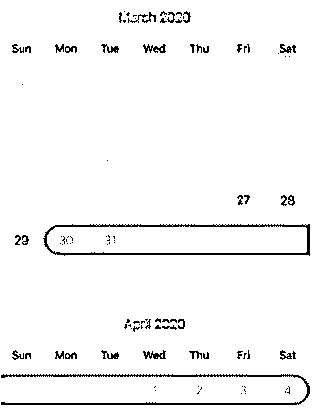 March 2020
Sun Mon Tue Wed Thu Fri Sat
27 28
29 30 31
April 2020
Sun Mon Tue Wed Thu Fri Sat
1 2 3 4